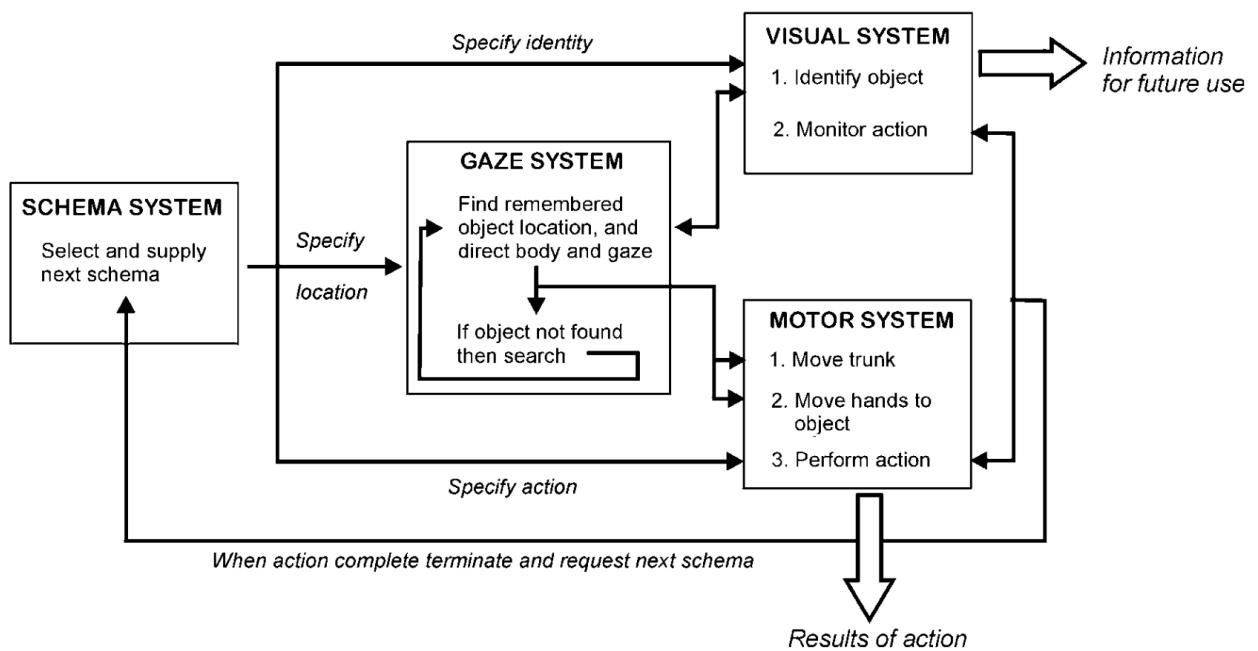 Specify identity
VISUAL SYSTEM
1. Identify object
2. Monitor action
Information
for future use
GAZE SYSTEM
Find remembered
object location, and
direct body and gaze
If object not found
then search
SCHEMA SYSTEM
Select and supply
next schema
Specify
location
MOTOR SYSTEM
1. Move trunk
2. Move hands to
object
3. Perform action
Specify action
When action complete terminate and request next schema
Results of action